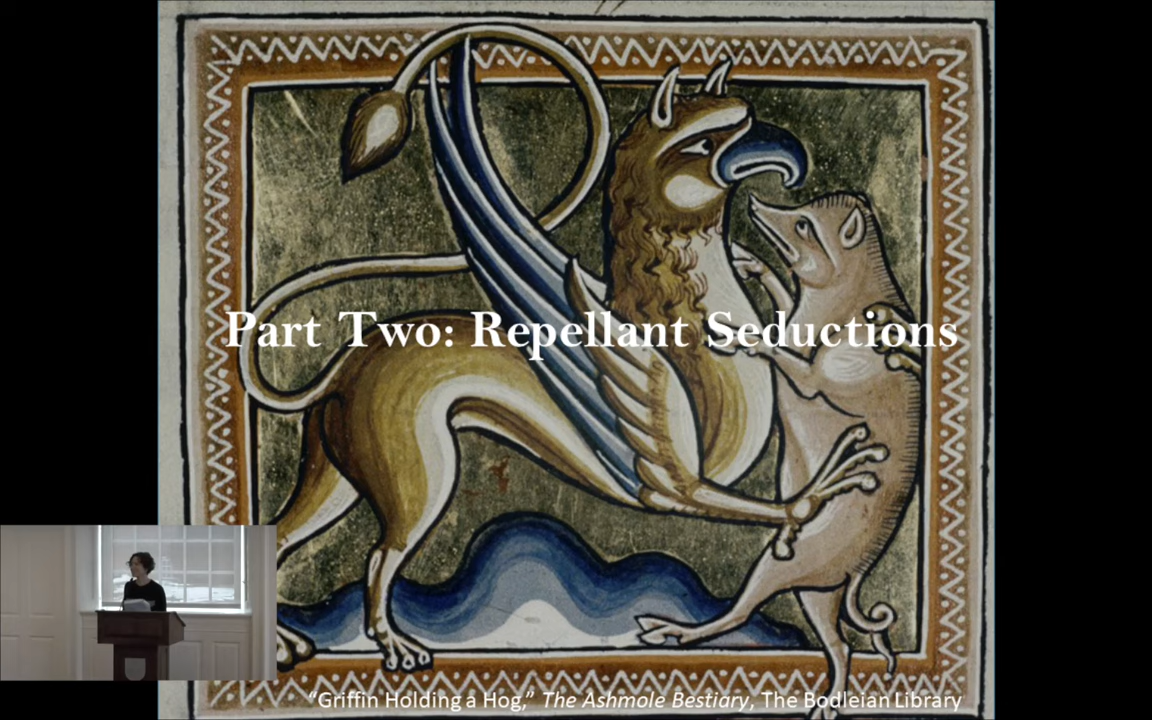 Part Two: Repellant Seductions
“Griffin Holding a Hog,” The Ashmole Bestiary, The Bodleian Library